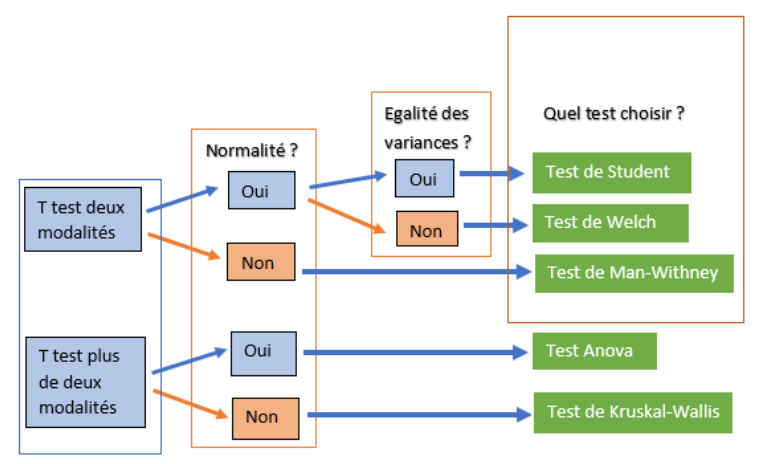 Quel test choisir ?
Egalité des
variances ?
Normalité ?
T test deux
modalités
Oui
Oui
Test de Student
Non
Test de Welch
Non
Test de Man-Withney
T test plus
de deux
modalités
Oui
Test Anova
Non
Test de Kruskal-Wallis